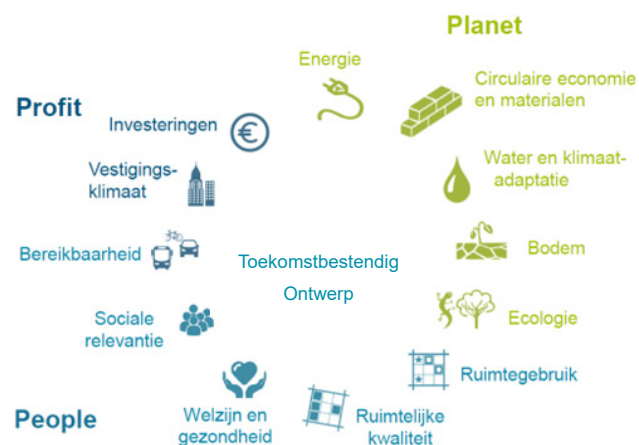 Planet
Energie
Circulaire economie
en materialen
Profit
Investeringen
€
Vestigings-
klimaat
Water en klimaat-
adaptatie
Bereikbaarheid
Toekomstbestendig
Ontwerp
Bodem
Sociale
relevantie
Ecologie
Ruimtegebruik
People
Welzijn en
gezondheid
Ruimtelijke
kwaliteit